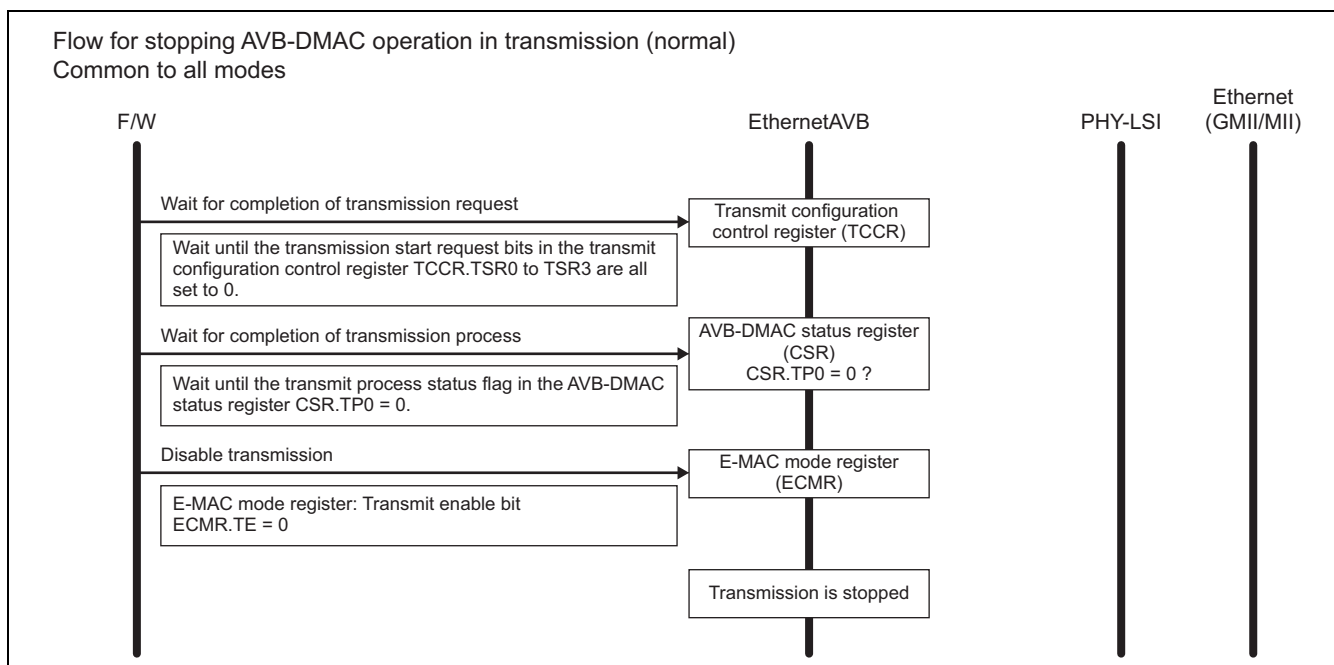 Flow for stopping AVB-DMAC operation in transmission (normal)
Common to all modes
F/W
EthernetAVB
PHY-LSI
Ethernet
(GMII/MII)
Wait for completion of transmission request
Transmit configuration
control register (TCCR)
Wait until the transmission start request bits in the transmit
configuration control register TCCR.TSR0 to TSR3 are all
set to 0.
Wait for completion of transmission process
AVB-DMAC status register
(CSR)
CSR.TP0 = 0 ?
Wait until the transmit process status flag in the AVB-DMAC
status register CSR.TP0 = 0.
Disable transmission
E-MAC mode register
(ECMR)
E-MAC mode register: Transmit enable bit
ECMR.TE = 0
Transmission is stopped